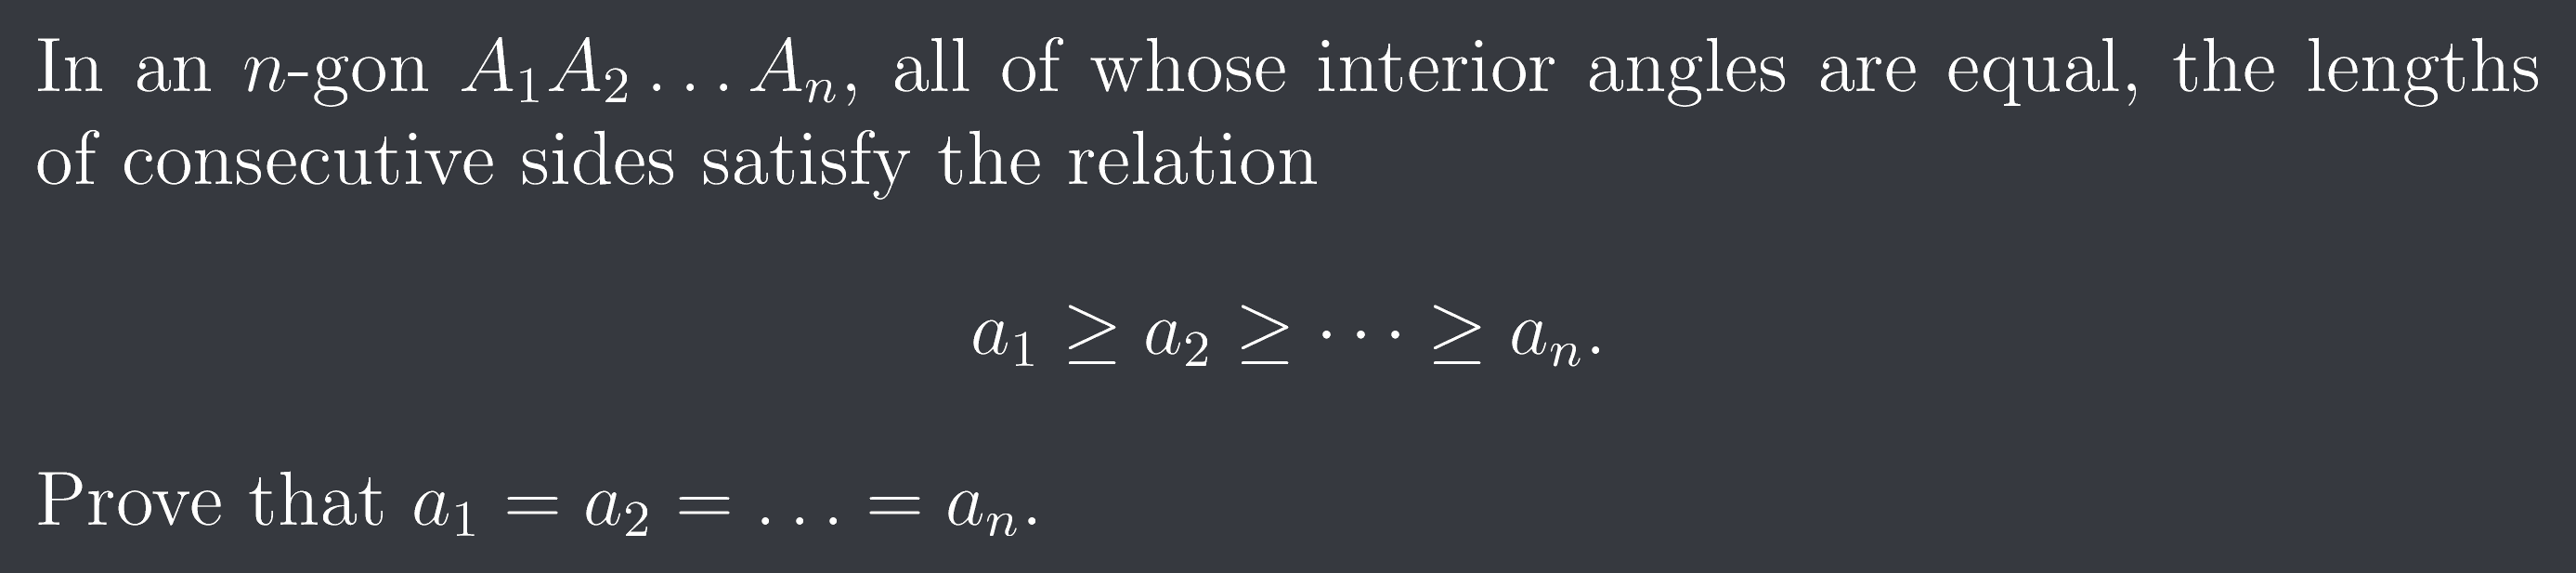 In an n-gon A₁A₂ … Aₙ, all of whose interior angles are equal, the lengths
of consecutive sides satisfy the relation
a₁ ≥ a₂ ≥ ⋯ ≥ aₙ.
Prove that a₁ = a₂ = … = aₙ.